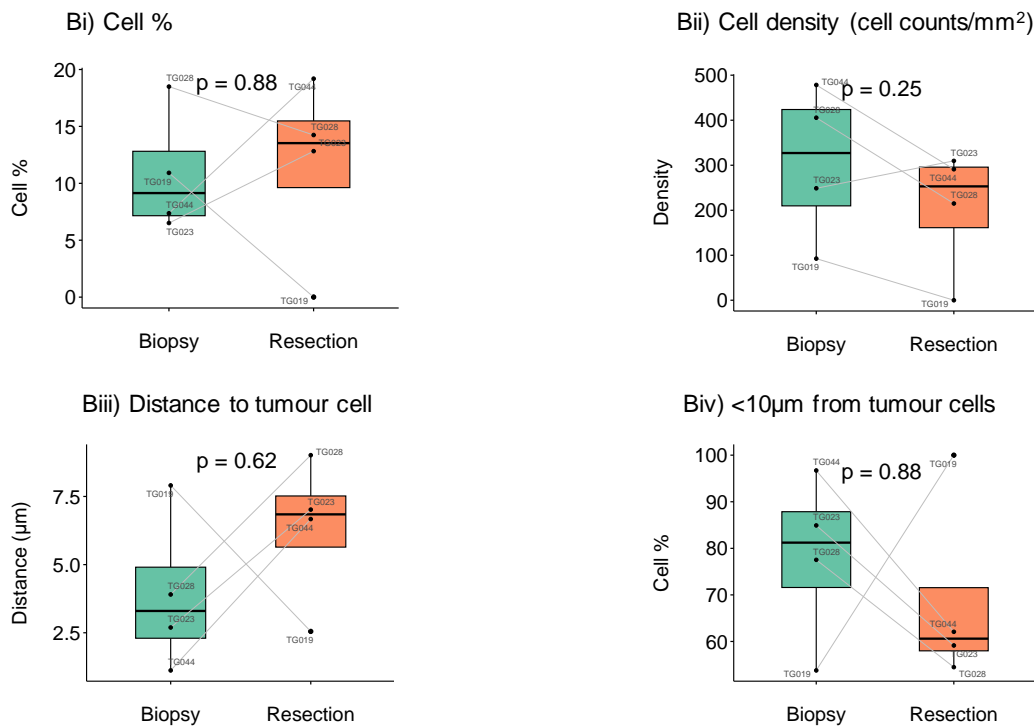 Bi) Cell %
p = 0.88
Cell %
20
15
10
5
0
TG028
TG019
TG044
TG023
TG044
TG028
TG023
TG019
Biopsy
Resection
Bii) Cell density (cell counts/mm²)
p = 0.25
Density
500
400
300
200
100
0
TG044
TG028
TG023
TG019
TG023
TG044
TG028
TG019
Biopsy
Resection
Biii) Distance to tumour cell
p = 0.62
Distance (µm)
7.5
5.0
2.5
TG019
TG028
TG023
TG044
TG028
TG023
TG044
TG019
Biopsy
Resection
Biv) <10µm from tumour cells
p = 0.88
Cell %
100
90
80
70
60
TG044
TG023
TG028
TG019
TG019
TG044
G023
TG028
Biopsy
Resection